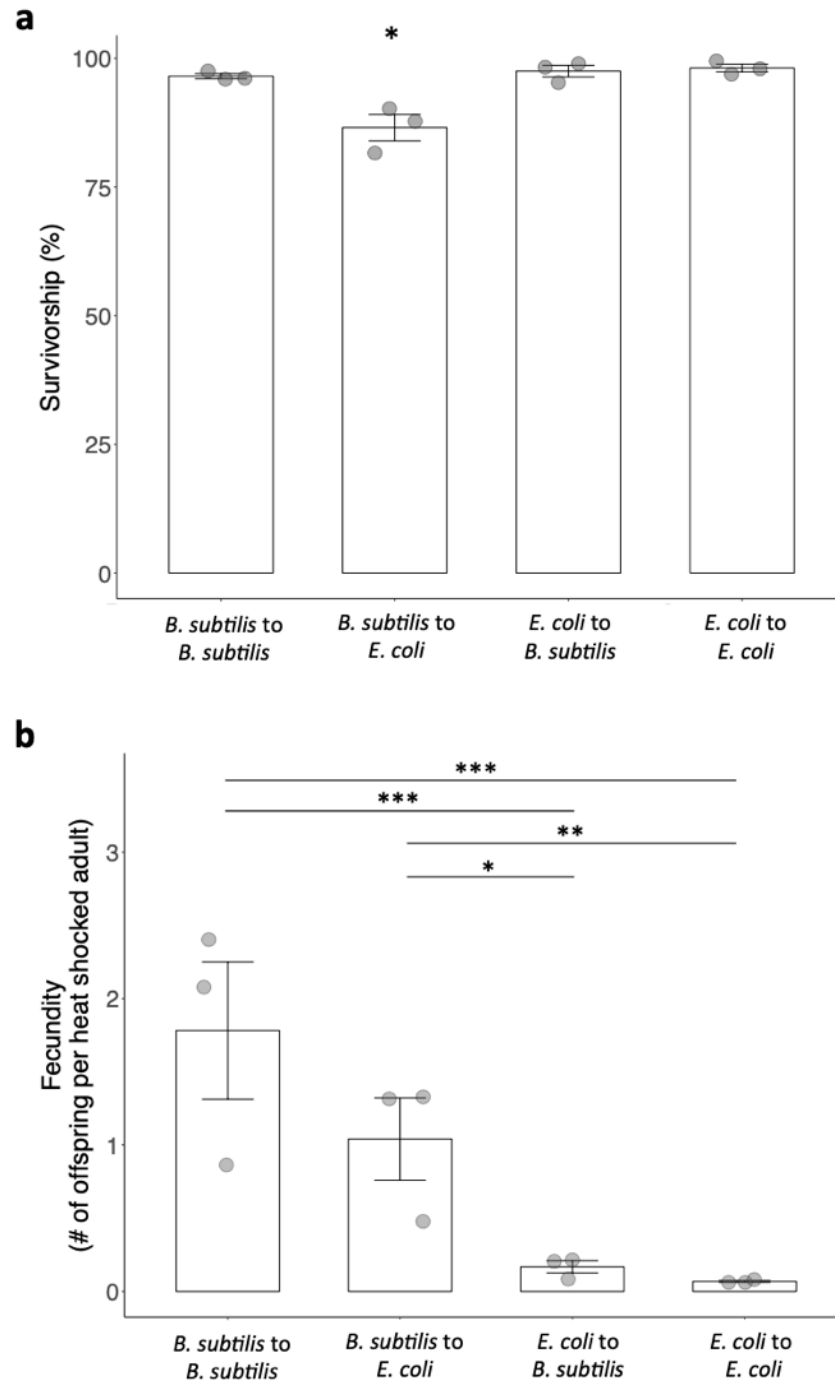 a
*
100
75
50
25
0
Survivorship (%)
B. subtilis to
B. subtilis
B. subtilis to
E. coli
E. coli to
B. subtilis
E. coli to
E. coli
b
***
***
**
*
3
2
1
0
Fecundity
(# of offspring per heat shocked adult)
B. subtilis to
B. subtilis
B. subtilis to
E. coli
E. coli to
B. subtilis
E. coli to
E. coli